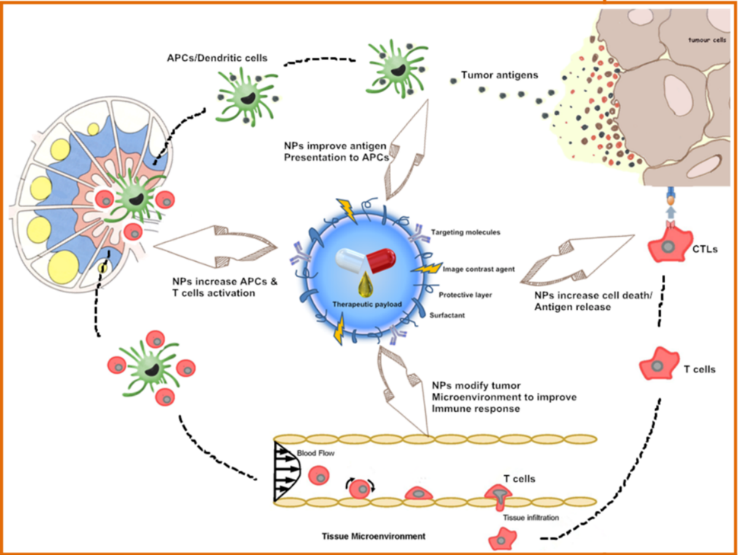 tumour cells
APCs/Dendritic cells
Tumor antigens
NPs improve antigen
Presentation to APCs
Targeting molecules
CTLs
Image contrast agent
NPs increase APCs &
T cells activation
Therapeutic payload
Protective layer
NPs increase cell death/
Antigen release
Surfactant
T cells
NPs modify tumor
Microenvironment to improve
Immune response
Blood Flow
T cells
Tissue infiltration
Tissue Microenvironment